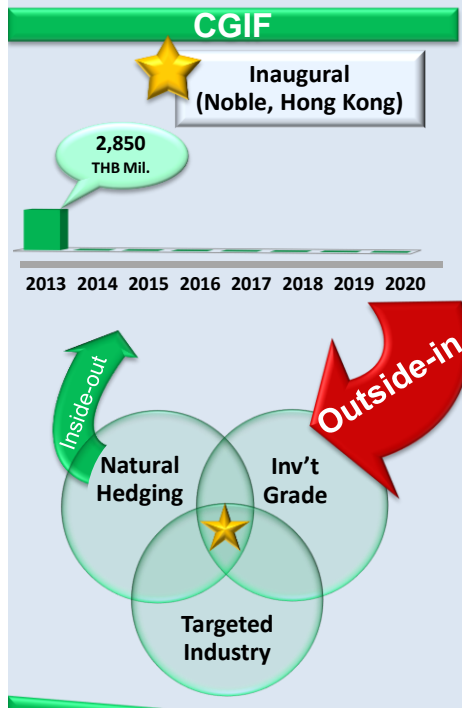 CGIF
Inaugural
(Noble, Hong Kong)
2,850
THB Mil.
2013 2014 2015 2016 2017 2018 2019 2020
Outside-in
Inside-out
Natural
Hedging
Inv't
Grade
Targeted
Industry